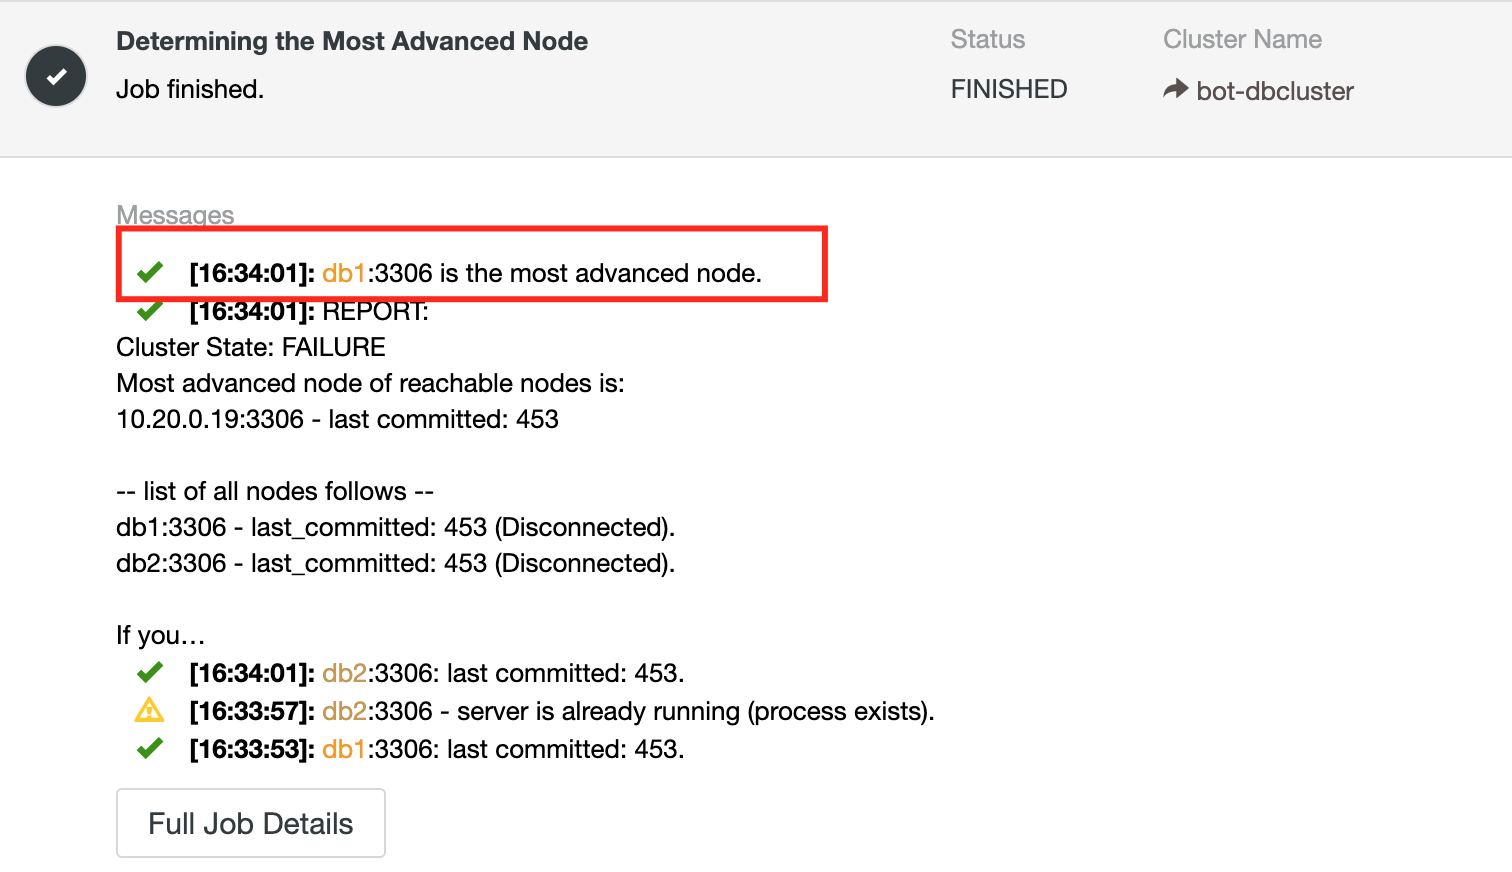 Determining the Most Advanced Node
Job finished.
Status
FINISHED
Cluster Name
bot-dbcluster
Messages
[16:34:01]: db1:3306 is the most advanced node.
[16:34:01]: REPORT:
Cluster State: FAILURE
Most advanced node of reachable nodes is:
10.20.0.19:3306 - last committed: 453
-- list of all nodes follows --
db1:3306 - last_committed: 453 (Disconnected).
db2:3306 - last_committed: 453 (Disconnected).
If you…
[16:34:01]: db2:3306: last committed: 453.
[16:33:57]: db2:3306 - server is already running (process exists).
[16:33:53]: db1:3306: last committed: 453.
Full Job Details